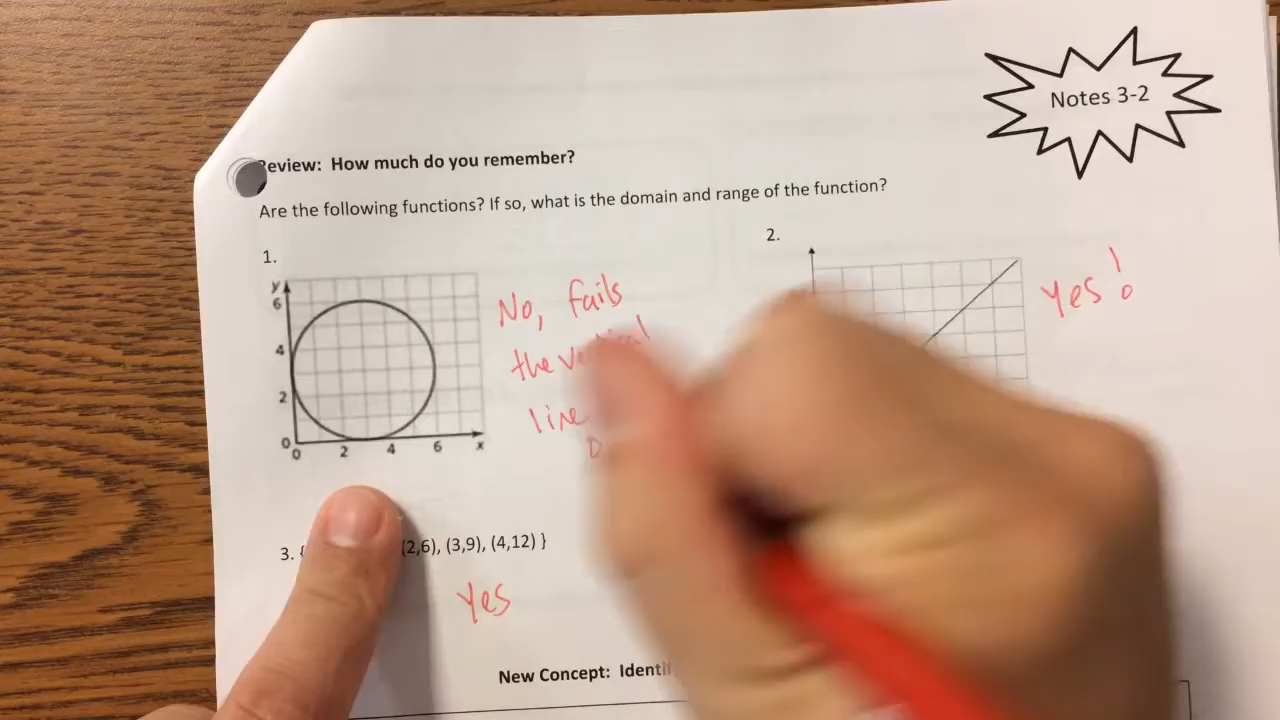 Notes 3-2
Review: How much do you remember?
Are the following functions? If so, what is the domain and range of the function?
1.
2.
y
6
4
2
0
0
2
4
6
x
No, fails
the
line
Yes!
3. { (2,6), (3,9), (4,12) }
Yes
New Concept: